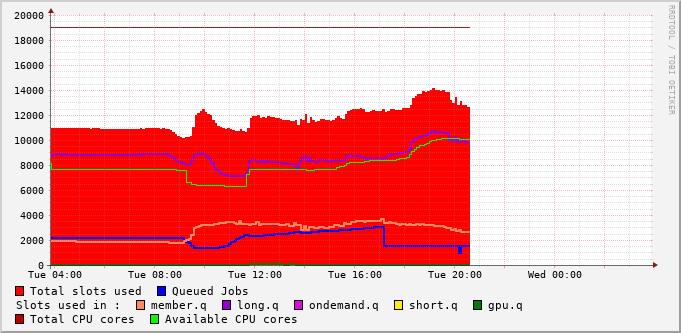 20000
18000
16000
14000
12000
10000
8000
6000
4000
2000
0
Tue 04:00 Tue 08:00 Tue 12:00 Tue 16:00 Tue 20:00 Wed 00:00
Total slots used Queued Jobs
Slots used in : member.q long.q ondemand.q short.q gpu.q
Total CPU cores Available CPU cores
RRDTOOL / TOBI OETIKER